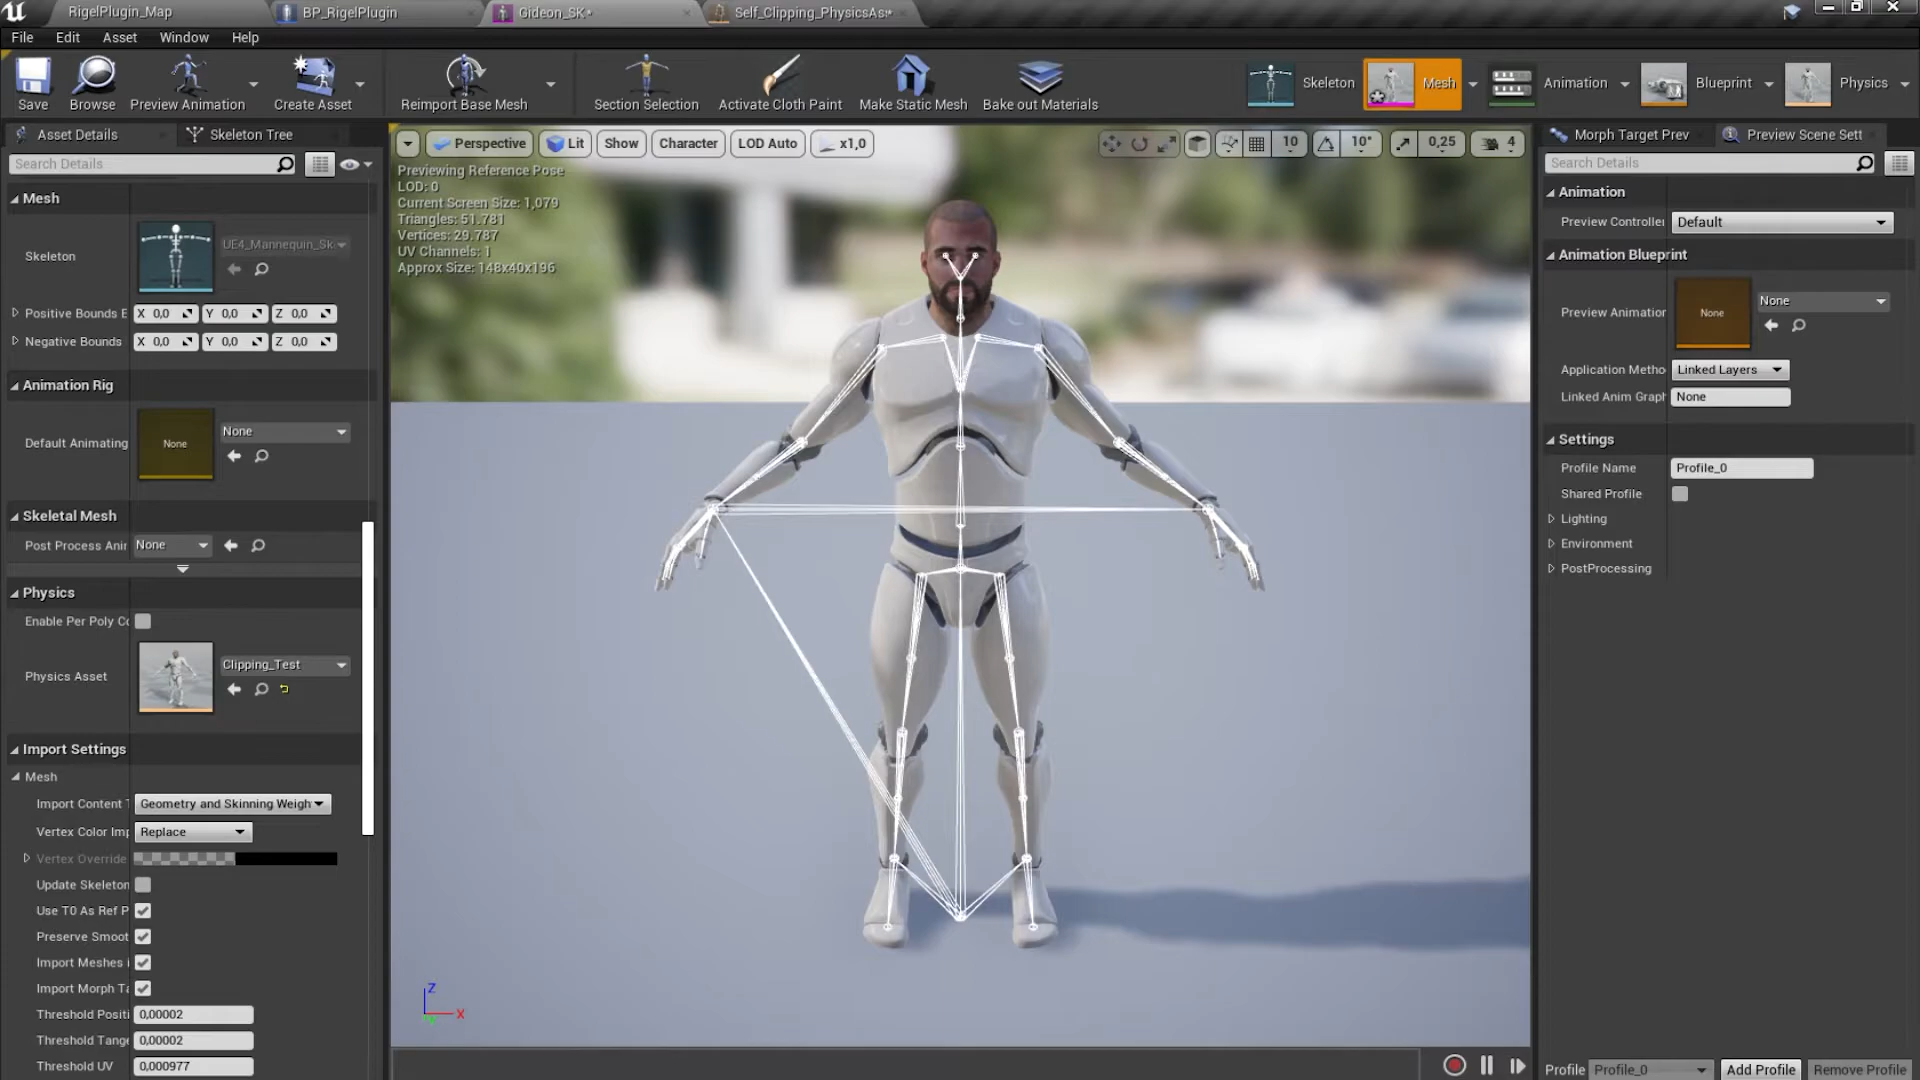 RigelPlugin_Map
BP_RigelPlugin
Gideon_SK*
Self_Clipping_PhysicsAs*
File Edit Asset Window Help
Save
Browse
Preview Animation
Create Asset
Reimport Base Mesh
Section Selection
Activate Cloth Paint
Make Static Mesh
Bake out Materials
Skeleton
Mesh
Animation
Blueprint
Physics
Asset Details
Skeleton Tree
Search Details
Mesh
Skeleton
UE4_Mannequin_Sk
Positive Bounds E X 0,0 Y 0,0 Z 0,0
Negative Bounds X 0,0 Y 0,0 Z 0,0
Animation Rig
Default Animating
None
None
Skeletal Mesh
Post Process Anir None
Physics
Enable Per Poly Co
Physics Asset
Clipping_Test
Import Settings
Mesh
Import Content T Geometry and Skinning Weigh
Vertex Color Imp Replace
Vertex Override
Update Skeleton
Use T0 As Ref P
Preserve Smoot
Import Meshes i
Import Morph Ta
Threshold Positi 0,00002
Threshold Tange 0,00002
Threshold UV 0,000977
Perspective
Lit
Show
Character
LOD Auto
x1,0
10
10°
0,25
4
Previewing Reference Pose
LOD: 0
Current Screen Size: 1,079
Triangles: 51.781
Vertices: 29.787
UV Channels: 1
Approx Size: 148x40x196
Z
X
Y
Morph Target Prev
Preview Scene Sett
Search Details
Animation
Preview Controller Default
Animation Blueprint
Preview Animation
None
None
Application Metho Linked Layers
Linked Anim Graph None
Settings
Profile Name Profile_0
Shared Profile
Lighting
Environment
PostProcessing
Profile Profile_0 Add Profile Remove Profile